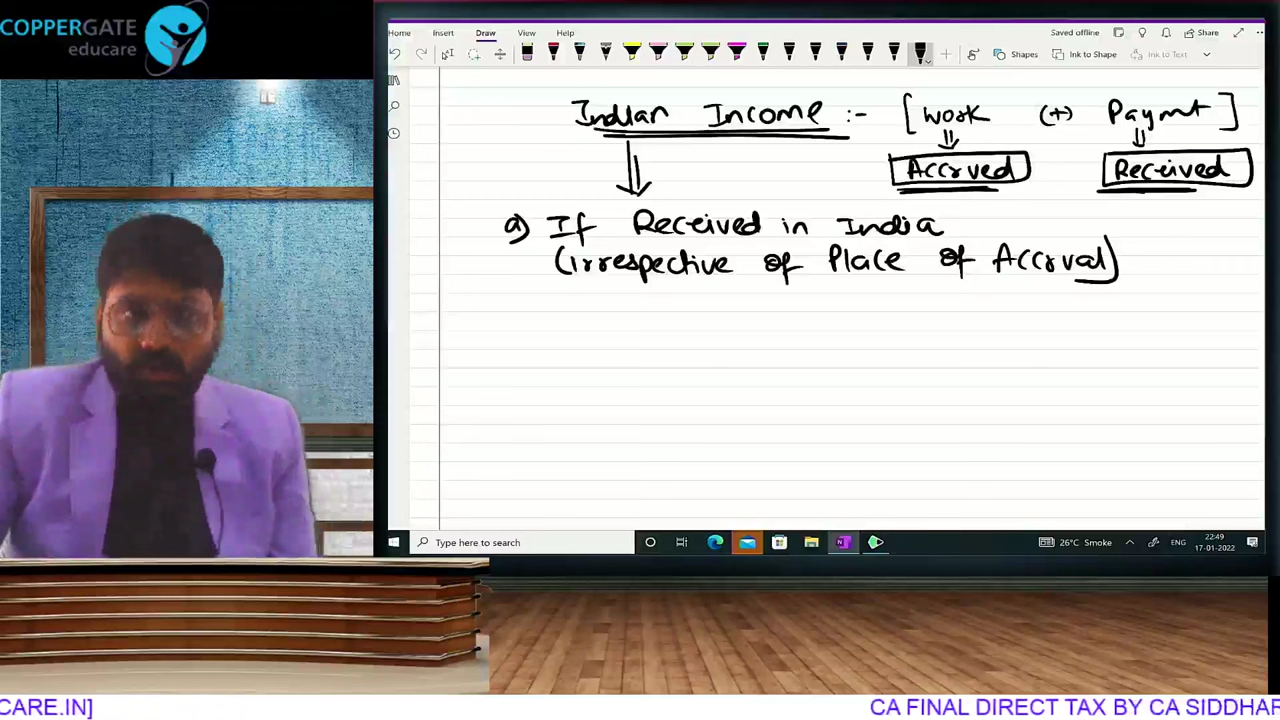 COPPERGATE
educare
Home Insert Draw View Help
Saved offline
Share
Shapes
Ink to Shape
Ink to Text
Indian Income :- [ Work (+) Paymt ]
Accrued Received
a) If Received in India
(irrespective of Place of Accrual)
Type here to search
26°C Smoke
ENG
22:49
17-01-2022
CARE.IN]
CA FINAL DIRECT TAX BY CA SIDDHAR